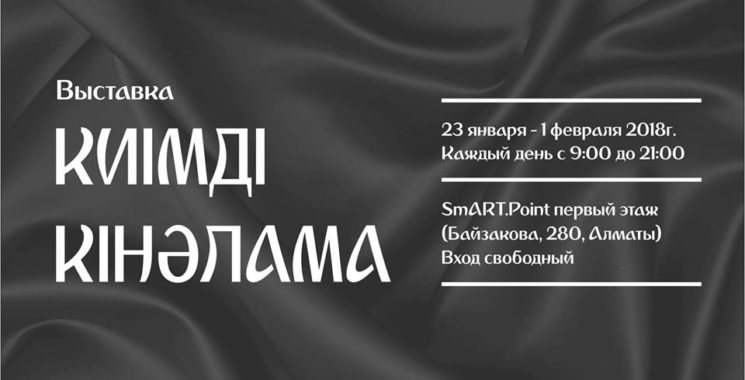 Выставка
КИІМДІ
КІНӘЛАМА
23 января - 1 февраля 2018г.
Каждый день с 9:00 до 21:00
SmART.Point первый этаж
(Байзакова, 280, Алматы)
Вход свободный